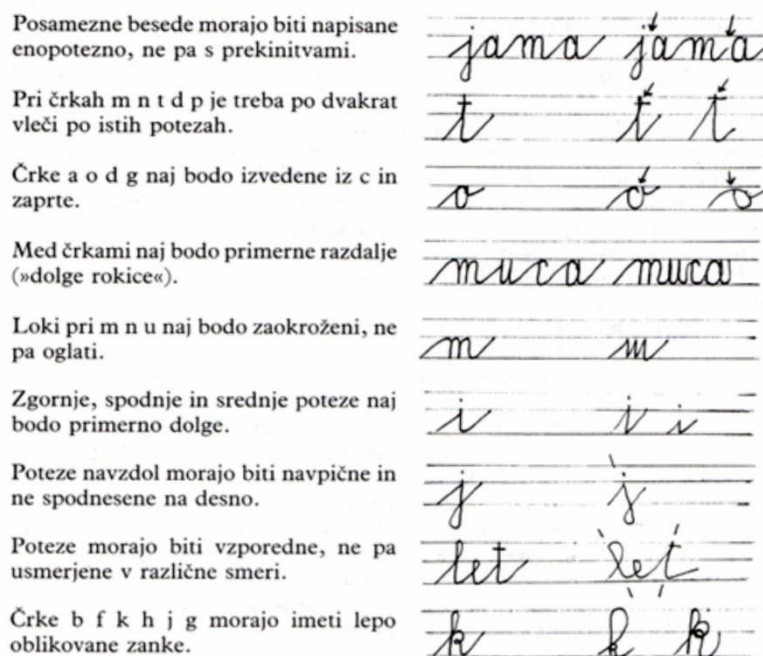 Posamezne besede morajo biti napisane
enopotezno, ne pa s prekinitvami.
jama jama
Pri črkah m n t d p je treba po dvakrat
vleči po istih potezah.
t t t
Črke a o d g naj bodo izvedene iz c in
zaprte.
o o o
Med črkami naj bodo primerne razdalje
(»dolge rokice«).
muca muca
Loki pri m n u naj bodo zaokroženi, ne
pa oglati.
m m
Zgornje, spodnje in srednje poteze naj
bodo primerno dolge.
i i i
Poteze navzdol morajo biti navpične in
ne spodnesene na desno.
j j
Poteze morajo biti vzporedne, ne pa
usmerjene v različne smeri.
let let
Črke b f k h j g morajo imeti lepo
oblikovane zanke.
k k k